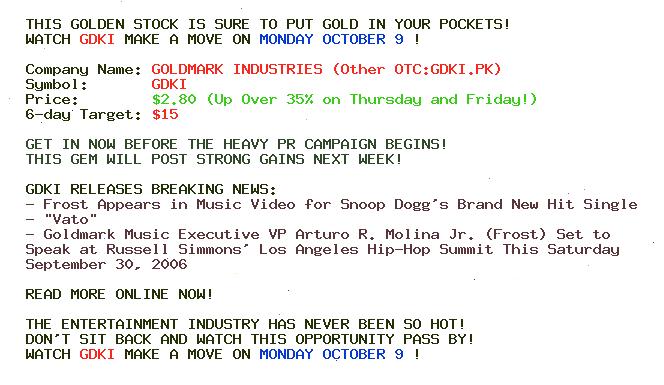 THIS GOLDEN STOCK IS SURE TO PUT GOLD IN YOUR POCKETS!
WATCH GDKI MAKE A MOVE ON MONDAY OCTOBER 9 !
Company Name: GOLDMARK INDUSTRIES (Other OTC:GDKI.PK)
Symbol: GDKI
Price: $2.80 (Up Over 35% on Thursday and Friday!)
6-day Target: $15
GET IN NOW BEFORE THE HEAVY PR CAMPAIGN BEGINS!
THIS GEM WILL POST STRONG GAINS NEXT WEEK!
GDKI RELEASES BREAKING NEWS:
- Frost Appears in Music Video for Snoop Dogg's Brand New Hit Single
- "Vato"
- Goldmark Music Executive VP Arturo R. Molina Jr. (Frost) Set to
Speak at Russell Simmons' Los Angeles Hip-Hop Summit This Saturday
September 30, 2006
READ MORE ONLINE NOW!
THE ENTERTAINMENT INDUSTRY HAS NEVER BEEN SO HOT!
DON'T SIT BACK AND WATCH THIS OPPORTUNITY PASS BY!
WATCH GDKI MAKE A MOVE ON MONDAY OCTOBER 9 !